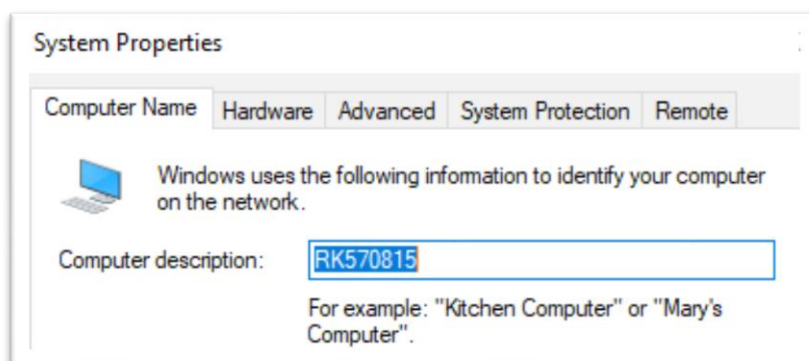 System Properties
Computer Name Hardware Advanced System Protection Remote
Windows uses the following information to identify your computer
on the network.
Computer description: RK570815
For example: "Kitchen Computer" or "Mary's
Computer".